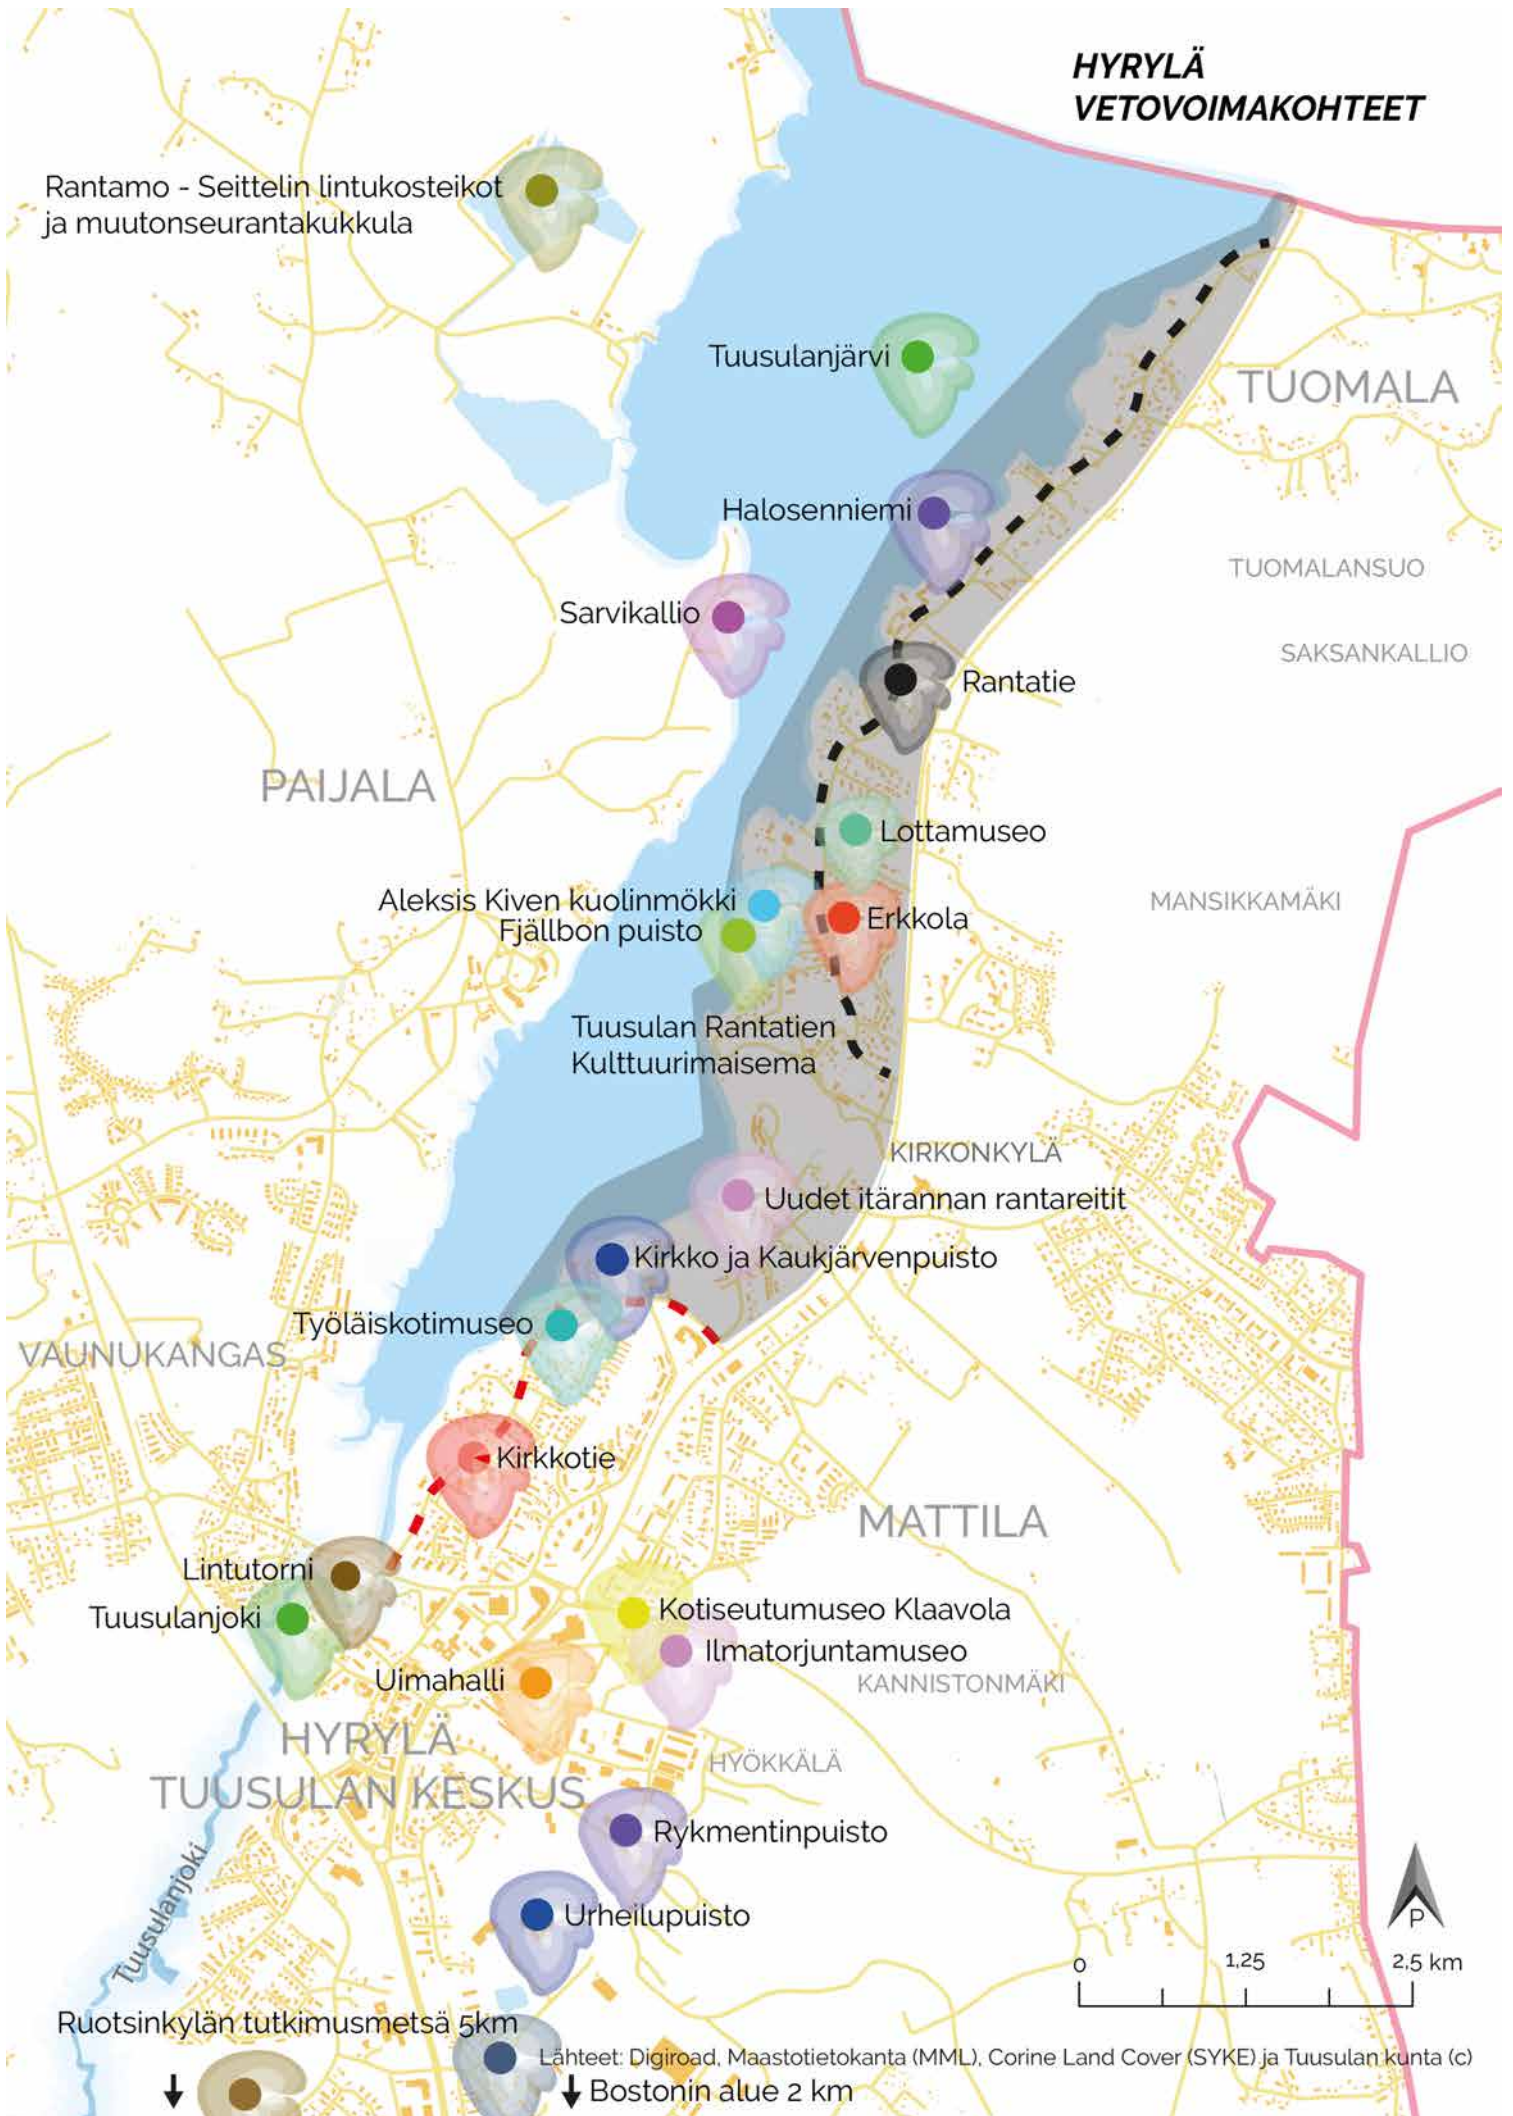 HYRYLÄ
VETOVOIMAKOHTEET
Rantamo - Seittelin lintukosteikot
ja muutonseurantakukkula
Tuusulanjärvi
TUOMALA
Halosenniemi
TUOMALANSUO
Sarvikallio
SAKSANKALLIO
Rantatie
PAIJALA
Lottamuseo
Aleksis Kiven kuolinmökki
MANSIKKAMÄKI
Fjällbon puisto
Erkkola
Tuusulan Rantatien
Kulttuurimaisema
KIRKONKYLÄ
Uudet itärannan rantareitit
Kirkko ja Kaukjärvenpuisto
Työläiskotimuseo
VAUNUKANGAS
Kirkkotie
MATTILA
Lintutorni
Tuusulanjoki
Kotiseutumuseo Klaavola
Ilmatorjuntamuseo
Uimahalli
KANNISTONMÄKI
HYRYLÄ
TUUSULAN KESKUS
HYÖKKÄLÄ
Rykmentinpuisto
Tuusulanjoki
Urheilupuisto
P
0 1,25 2,5 km
Ruotsinkylän tutkimusmetsä 5km
Lähteet: Digiroad, Maastotietokanta (MML), Corine Land Cover (SYKE) ja Tuusulan kunta (c)
Bostonin alue 2 km